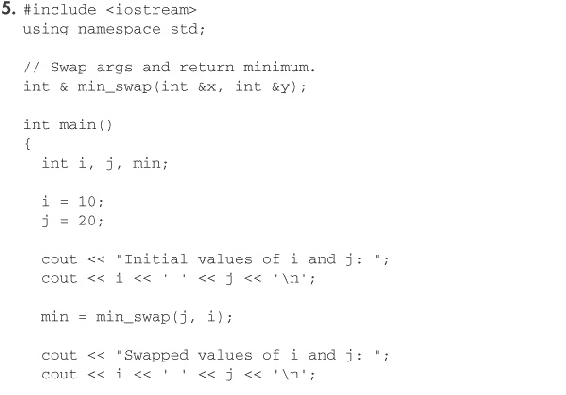 5. #include <iostream>
using namespace std;
// Swap args and return minimum.
int & min_swap(int &x, int &y);
int main()
{
int i, j, min;
i = 10;
j = 20;
cout << "Initial values of i and j: ";
cout << i << ' ' << j << '\n';
min = min_swap(j, i);
cout << "Swapped values of i and j: ";
cout << i << ' ' << j << '\n';